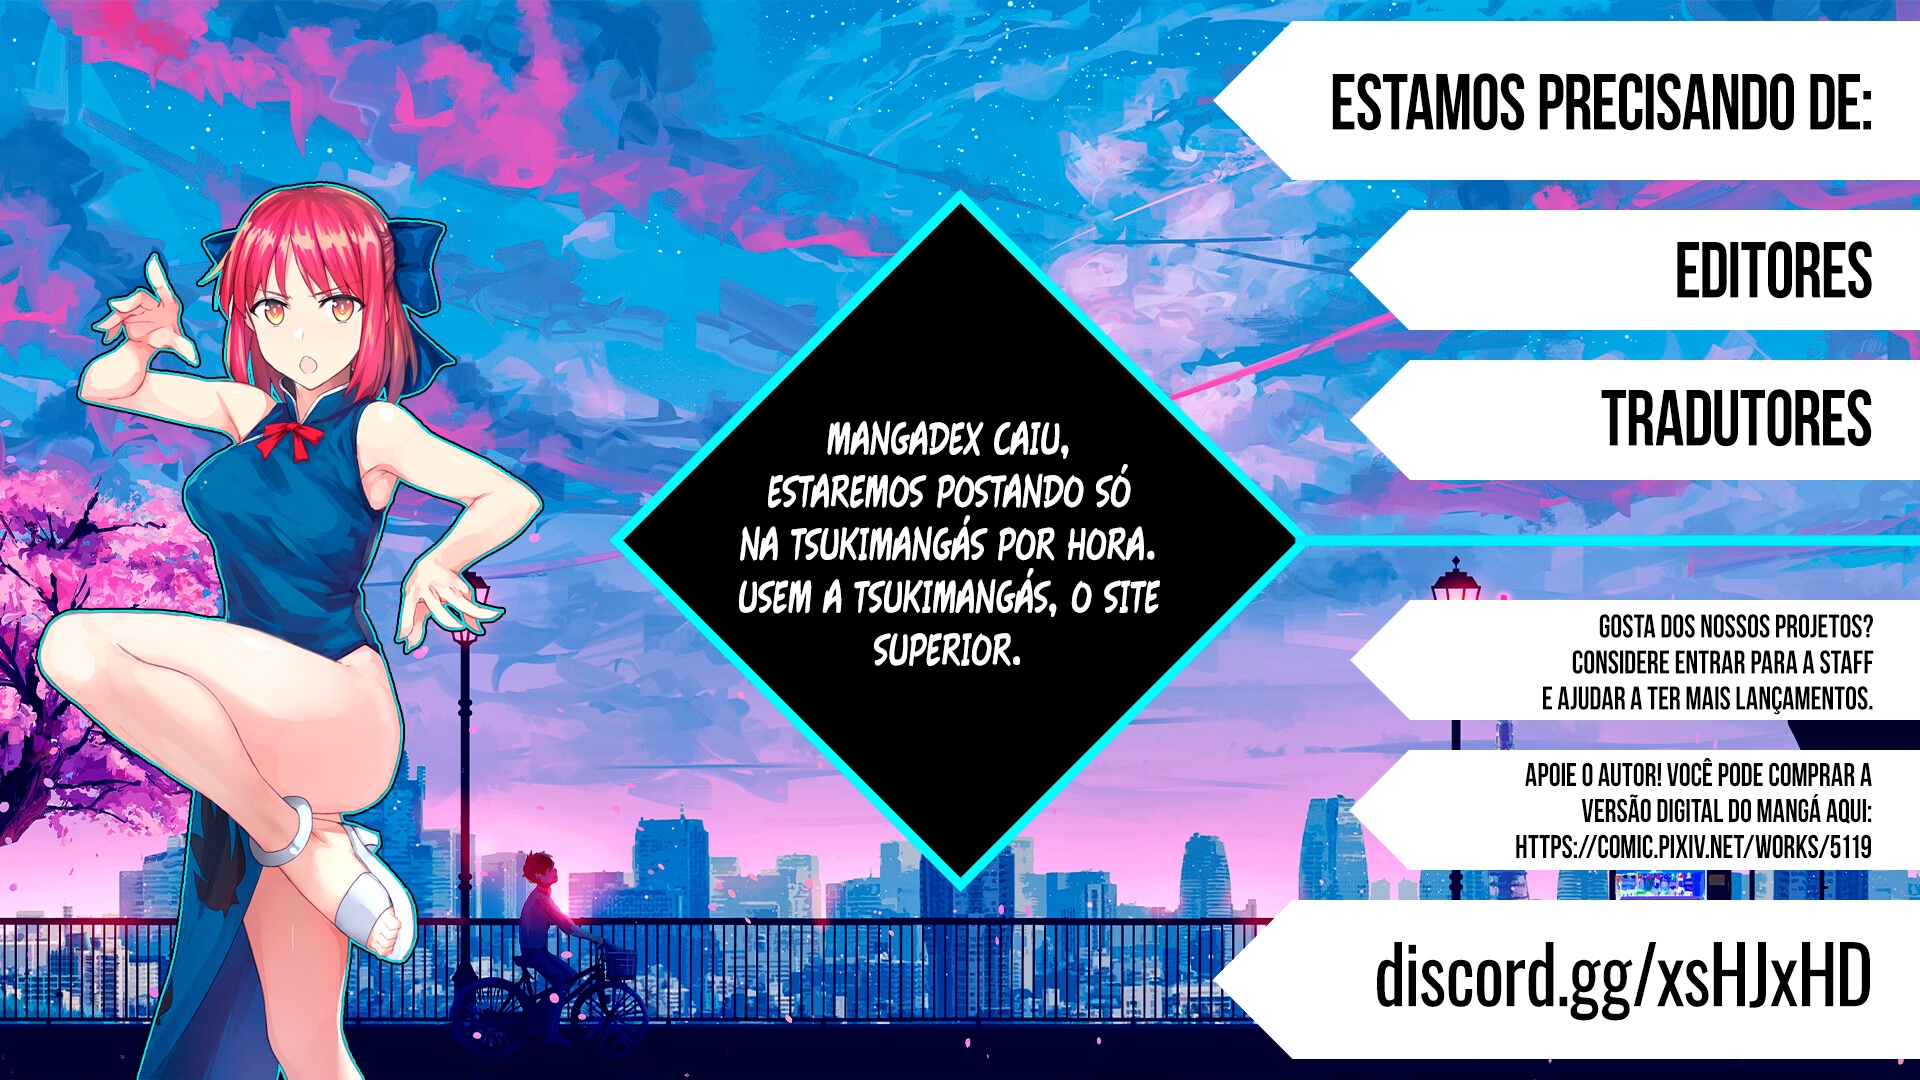 ESTAMOS PRECISANDO DE:
EDITORES
TRADUTORES
MANGADEX CAIU,
ESTAREMOS POSTANDO SÓ
NA TSUKIMANGÁS POR HORA.
USEM A TSUKIMANGÁS, O SITE
SUPERIOR.
GOSTA DOS NOSSOS PROJETOS?
CONSIDERE ENTRAR PARA A STAFF
E AJUDAR A TER MAIS LANÇAMENTOS.
APOIE O AUTOR! VOCÊ PODE COMPRAR A
VERSÃO DIGITAL DO MANGÁ AQUI:
HTTPS://COMIC.PIXIV.NET/WORKS/5119
discord.gg/xsHJxHD